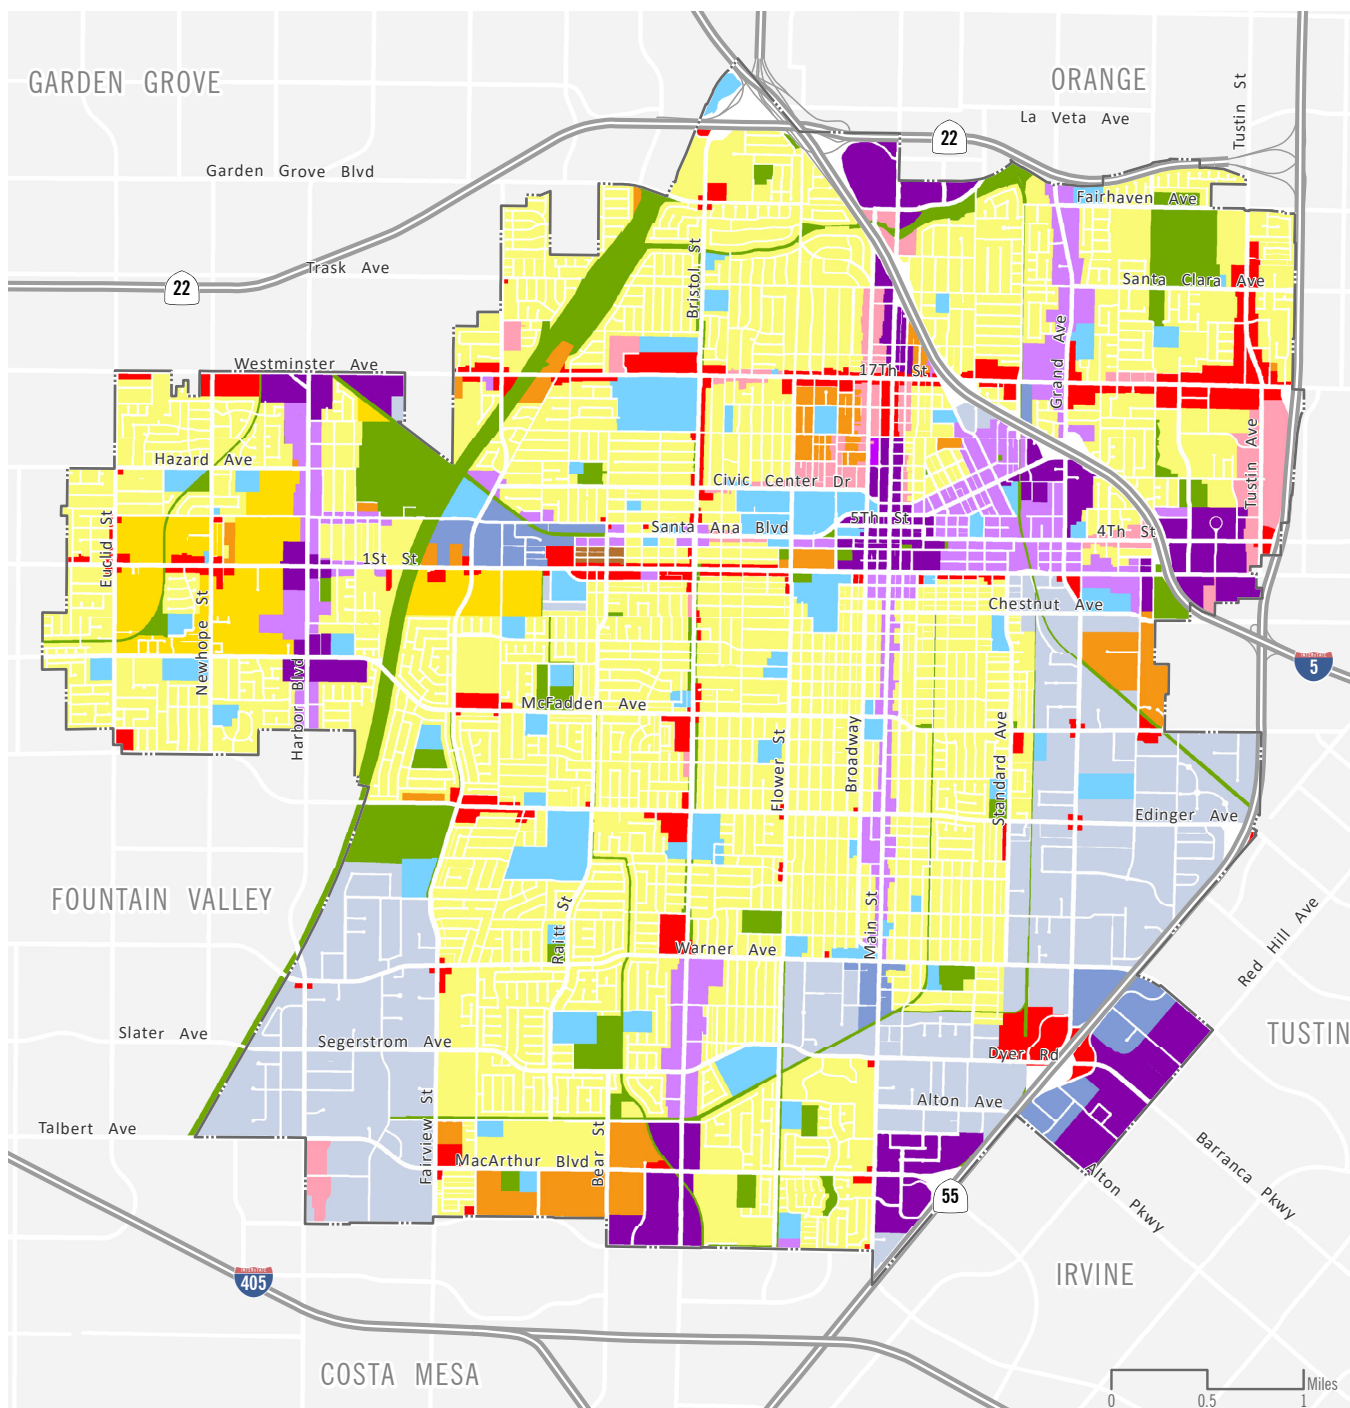 GARDEN GROVE
ORANGE
Tustin St
La Veta Ave
22
Garden Grove Blvd
Fairhaven Ave
Trask Ave
22
Bristol St
Santa Clara Ave
Grand Ave
Westminster Ave
17Th St
Tustin Ave
Hazard Ave
Civic Center Dr
Euclid St
Santa Ana Blvd
5Th St
4Th St
1St St
Newhope St
Chestnut Ave
Harbor Blvd
INTERSTATE
5
McFadden Ave
Flower St
Broadway
Standard Ave
Edinger Ave
FOUNTAIN VALLEY
Raitt St
Main St
Warner Ave
Red Hill Ave
Slater Ave
Segerstrom Ave
TUSTIN
Dyer Rd
Alton Ave
Talbert Ave
Fairview St
Bear St
MacArthur Blvd
Barranca Pkwy
Alton Pkwy
55
INTERSTATE
405
IRVINE
COSTA MESA
Miles
0 0.5 1